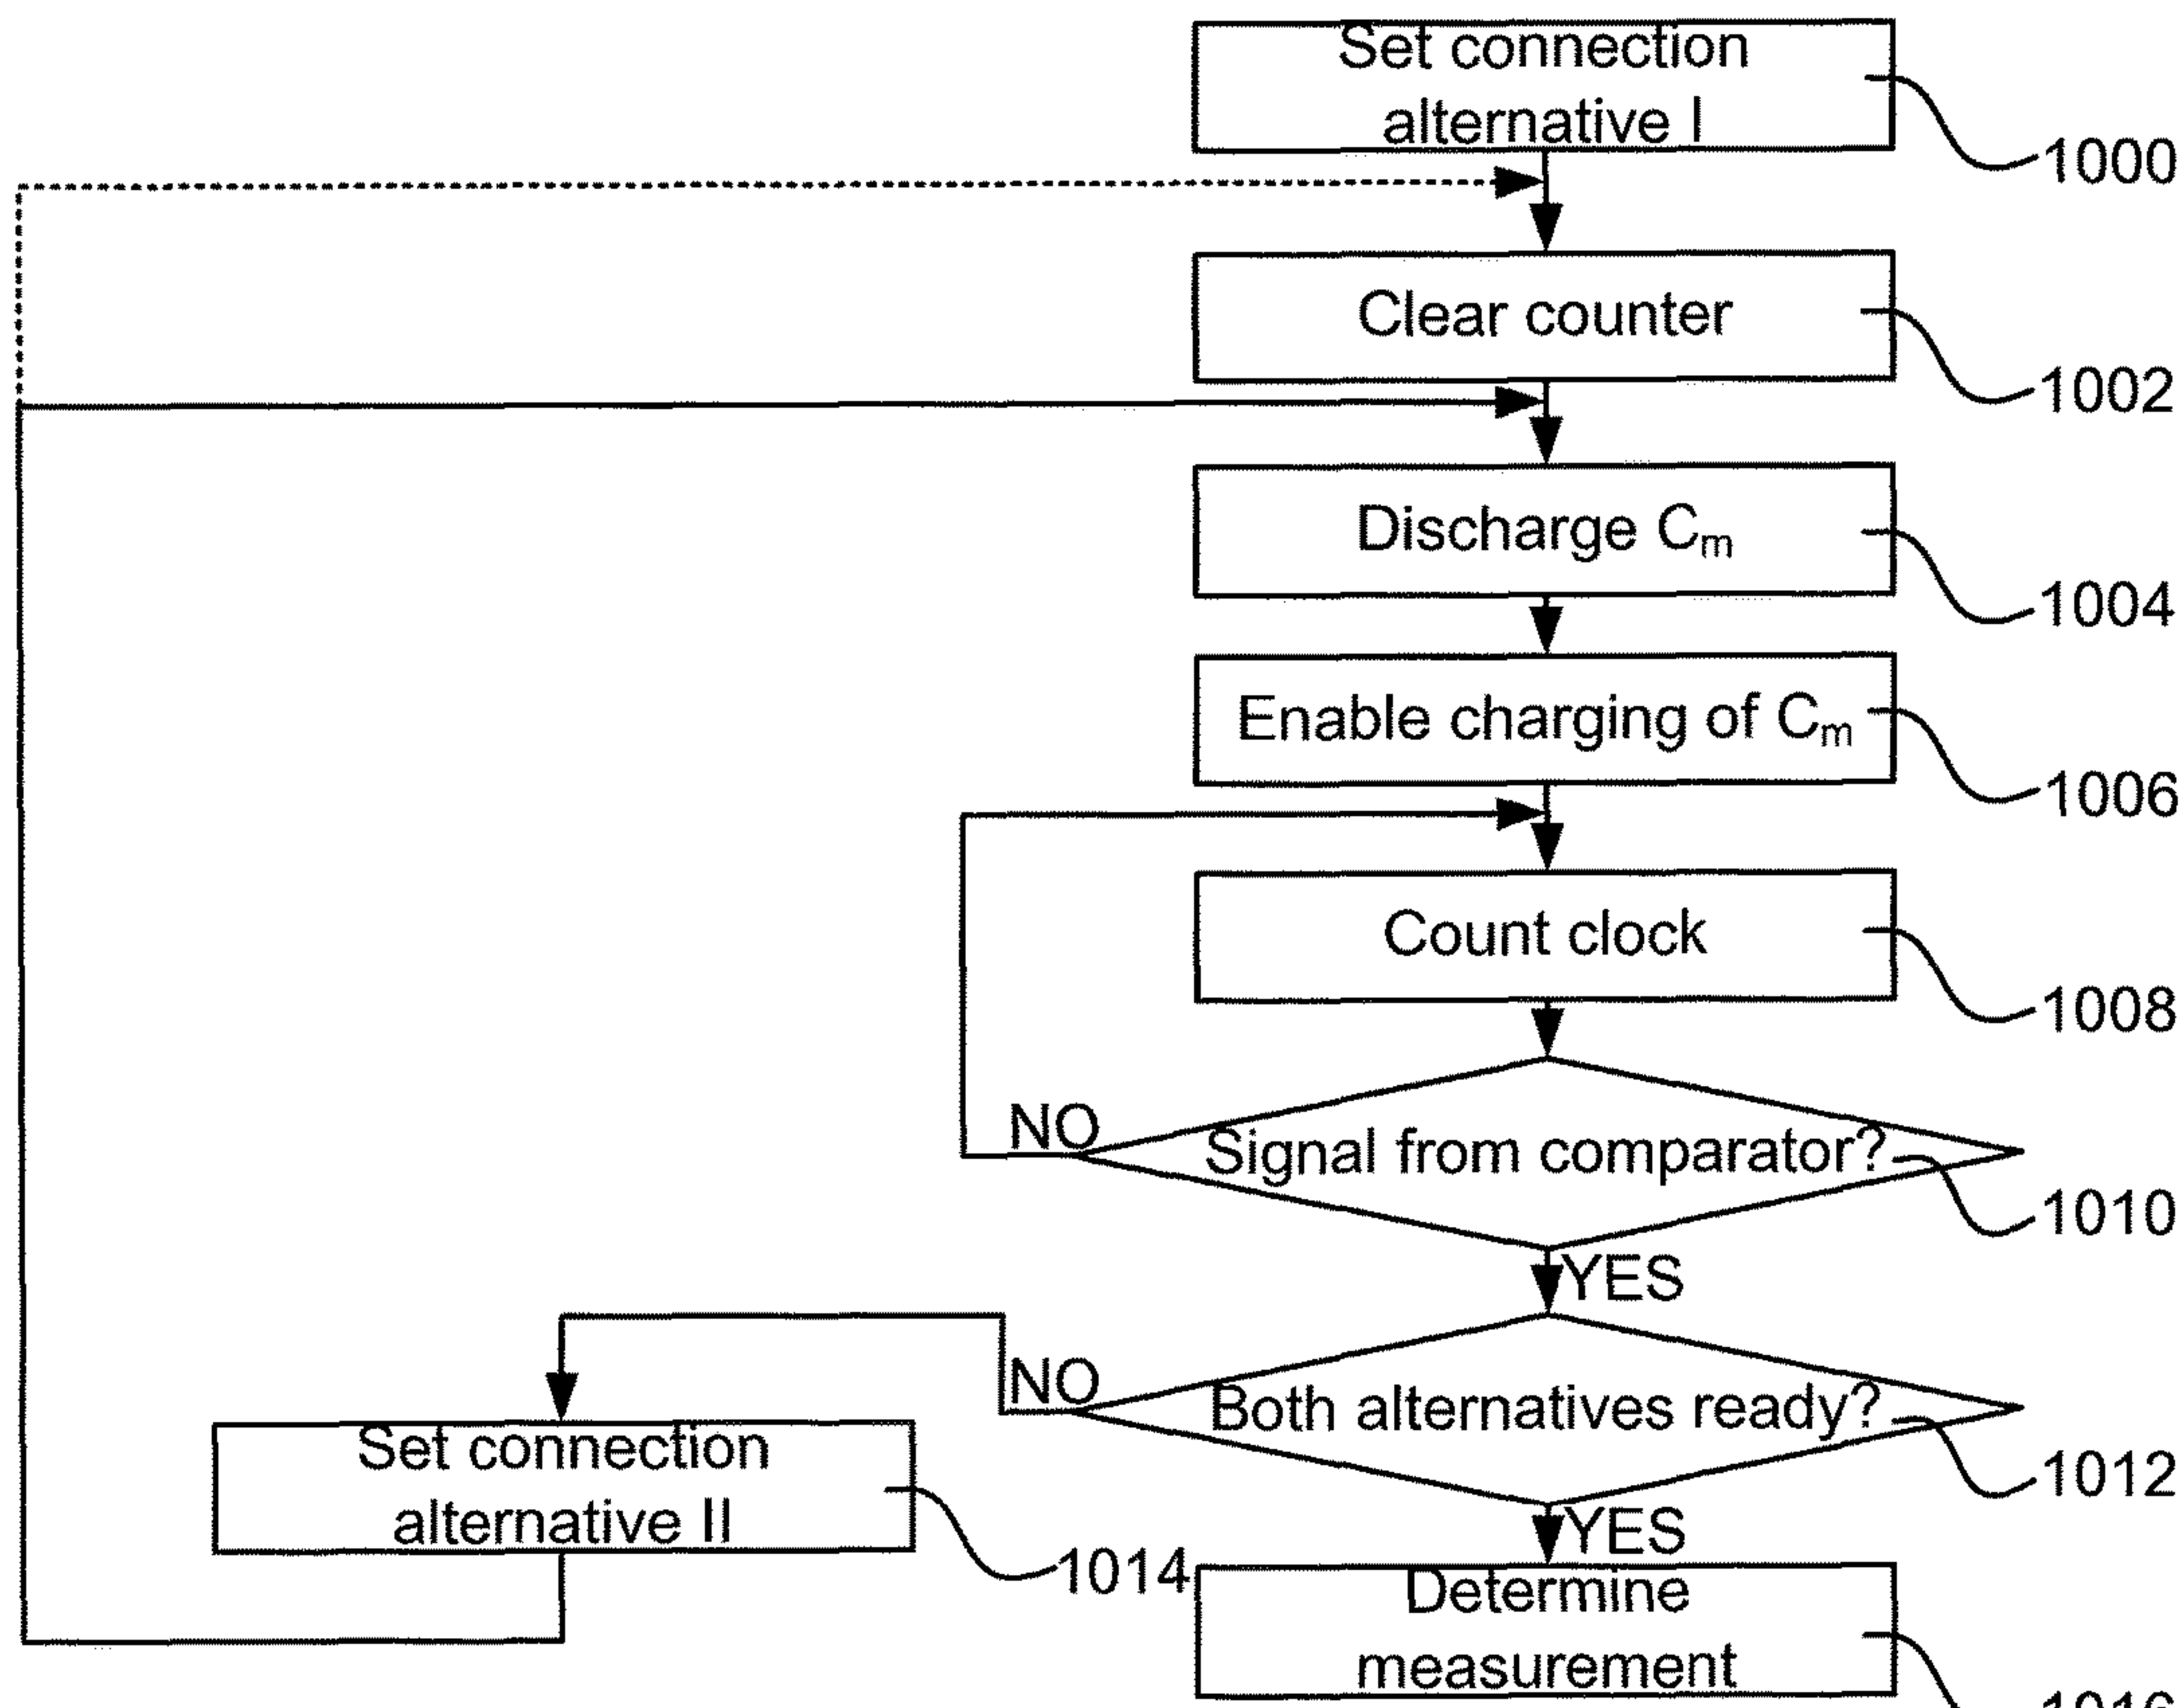 Set connection
alternative I
1000
Clear counter
1002
Discharge Cm
1004
Enable charging of Cm
1006
Count clock
1008
NO
Signal from comparator?
1010
YES
NO
Both alternatives ready?
1012
Set connection
alternative II
1014
YES
Determine
measurement